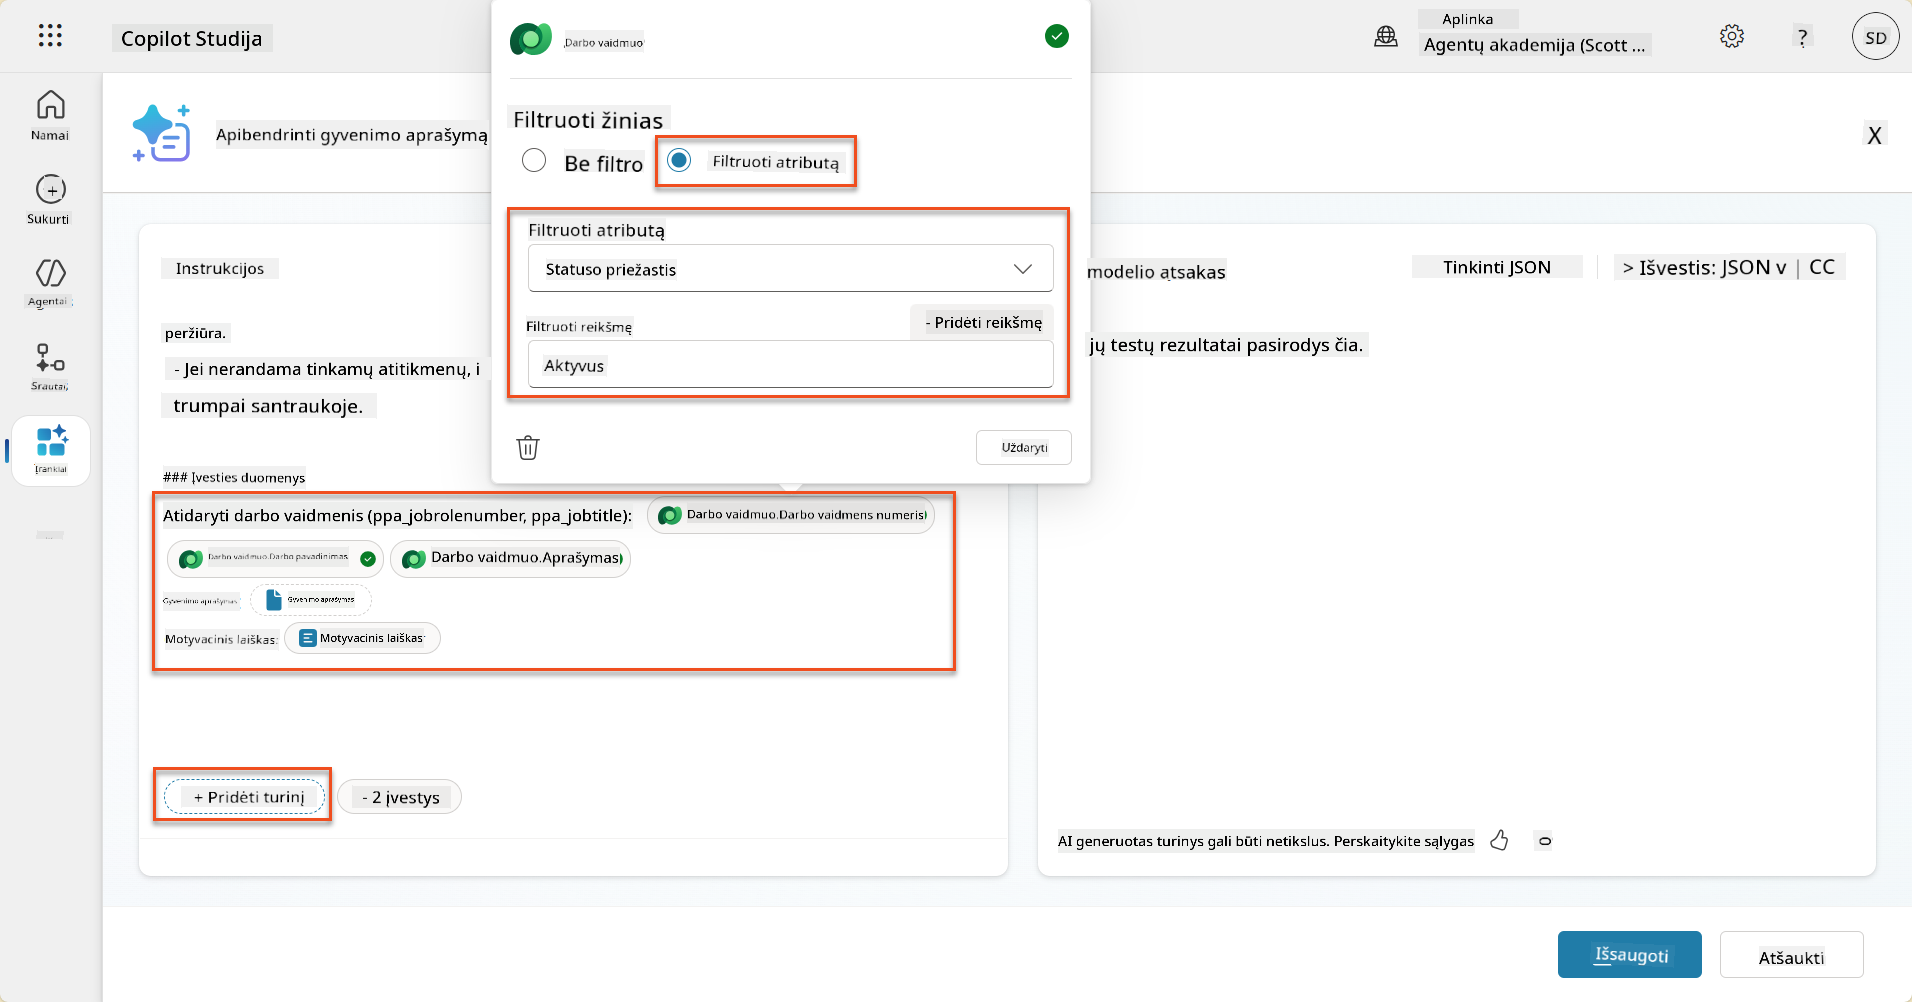 Copilot Studija
Darbo vaidmuo
Aplinka
Agentų akademija (Scott ...
?
SD
Namai
Sukurti
Agentai
Srautai,
Įrankiai
Apibendrinti gyvenimo aprašymą
X
Filtruoti žinias
Be filtro
Filtruoti atributą
Filtruoti atributą
Statuso priežastis
Filtruoti reikšmę
- Pridėti reikšmę
Aktyvus
Uždaryti
Instrukcijos
peržiūra.
- Jei nerandama tinkamų atitikmenų, i
trumpai santraukoje.
### Įvesties duomenys
Atidaryti darbo vaidmenis (ppa_jobrolenumber, ppa_jobtitle): Darbo vaidmuo.Darbo vaidmens numeris
Darbo vaidmuo.Darbo pavadinimas Darbo vaidmuo.Aprašymas
Gyvenimo aprašymas Gyvenimo aprašymas
Motyvacinis laiškas: Motyvacinis laiškas
+ Pridėti turinį
- 2 įvestys
modelio atsakas
Tinkinti JSON
> Išvestis: JSON v | CC
jų testų rezultatai pasirodys čia.
AI generuotas turinys gali būti netikslus. Perskaitykite sąlygas
Išsaugoti
Atšaukti